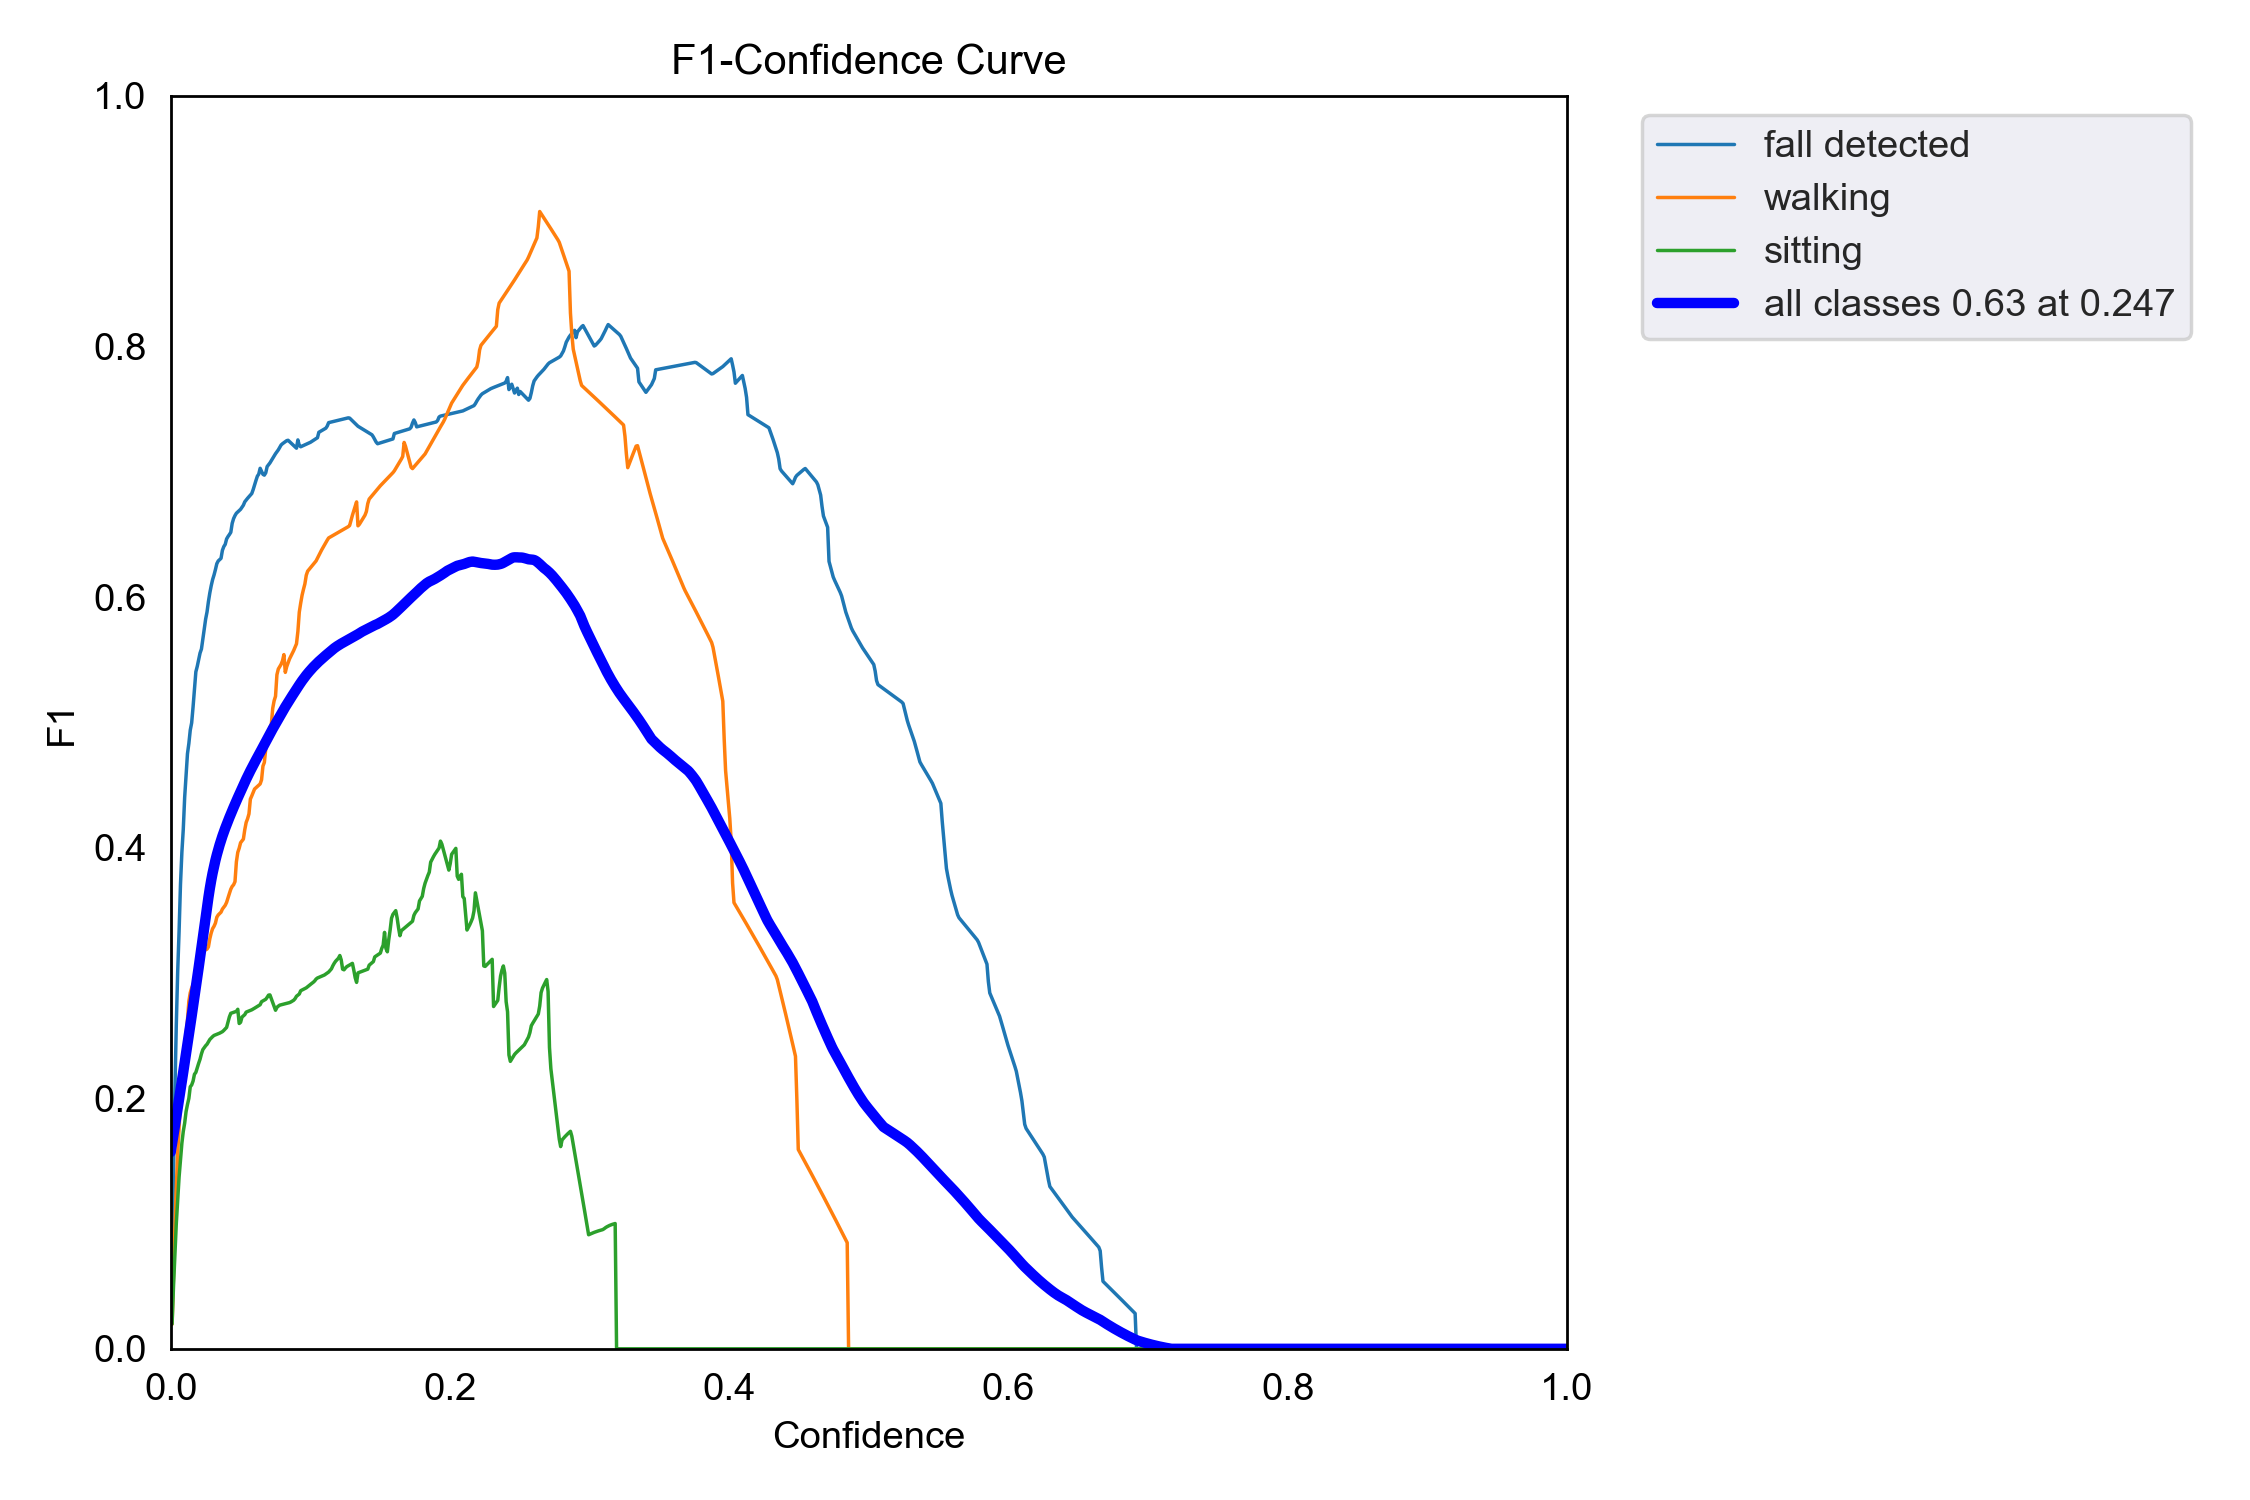 F1-Confidence Curve
fall detected
walking
sitting
all classes 0.63 at 0.247
F1
1.0
0.8
0.6
0.4
0.2
0.0
0.0 0.2 0.4 0.6 0.8 1.0
Confidence